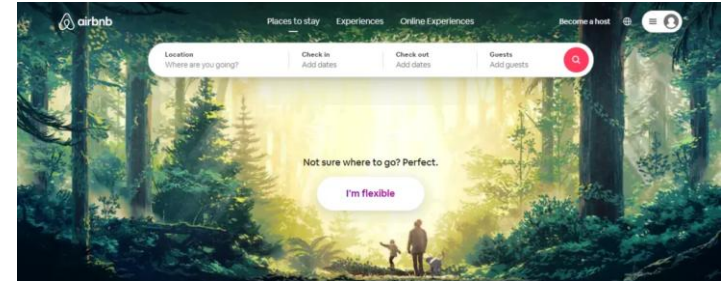 airbnb
Places to stay Experiences Online Experiences
Become a host
Location Check in Check out Guests
Where are you going? Add dates Add dates Add guests
Not sure where to go? Perfect.
I'm flexible